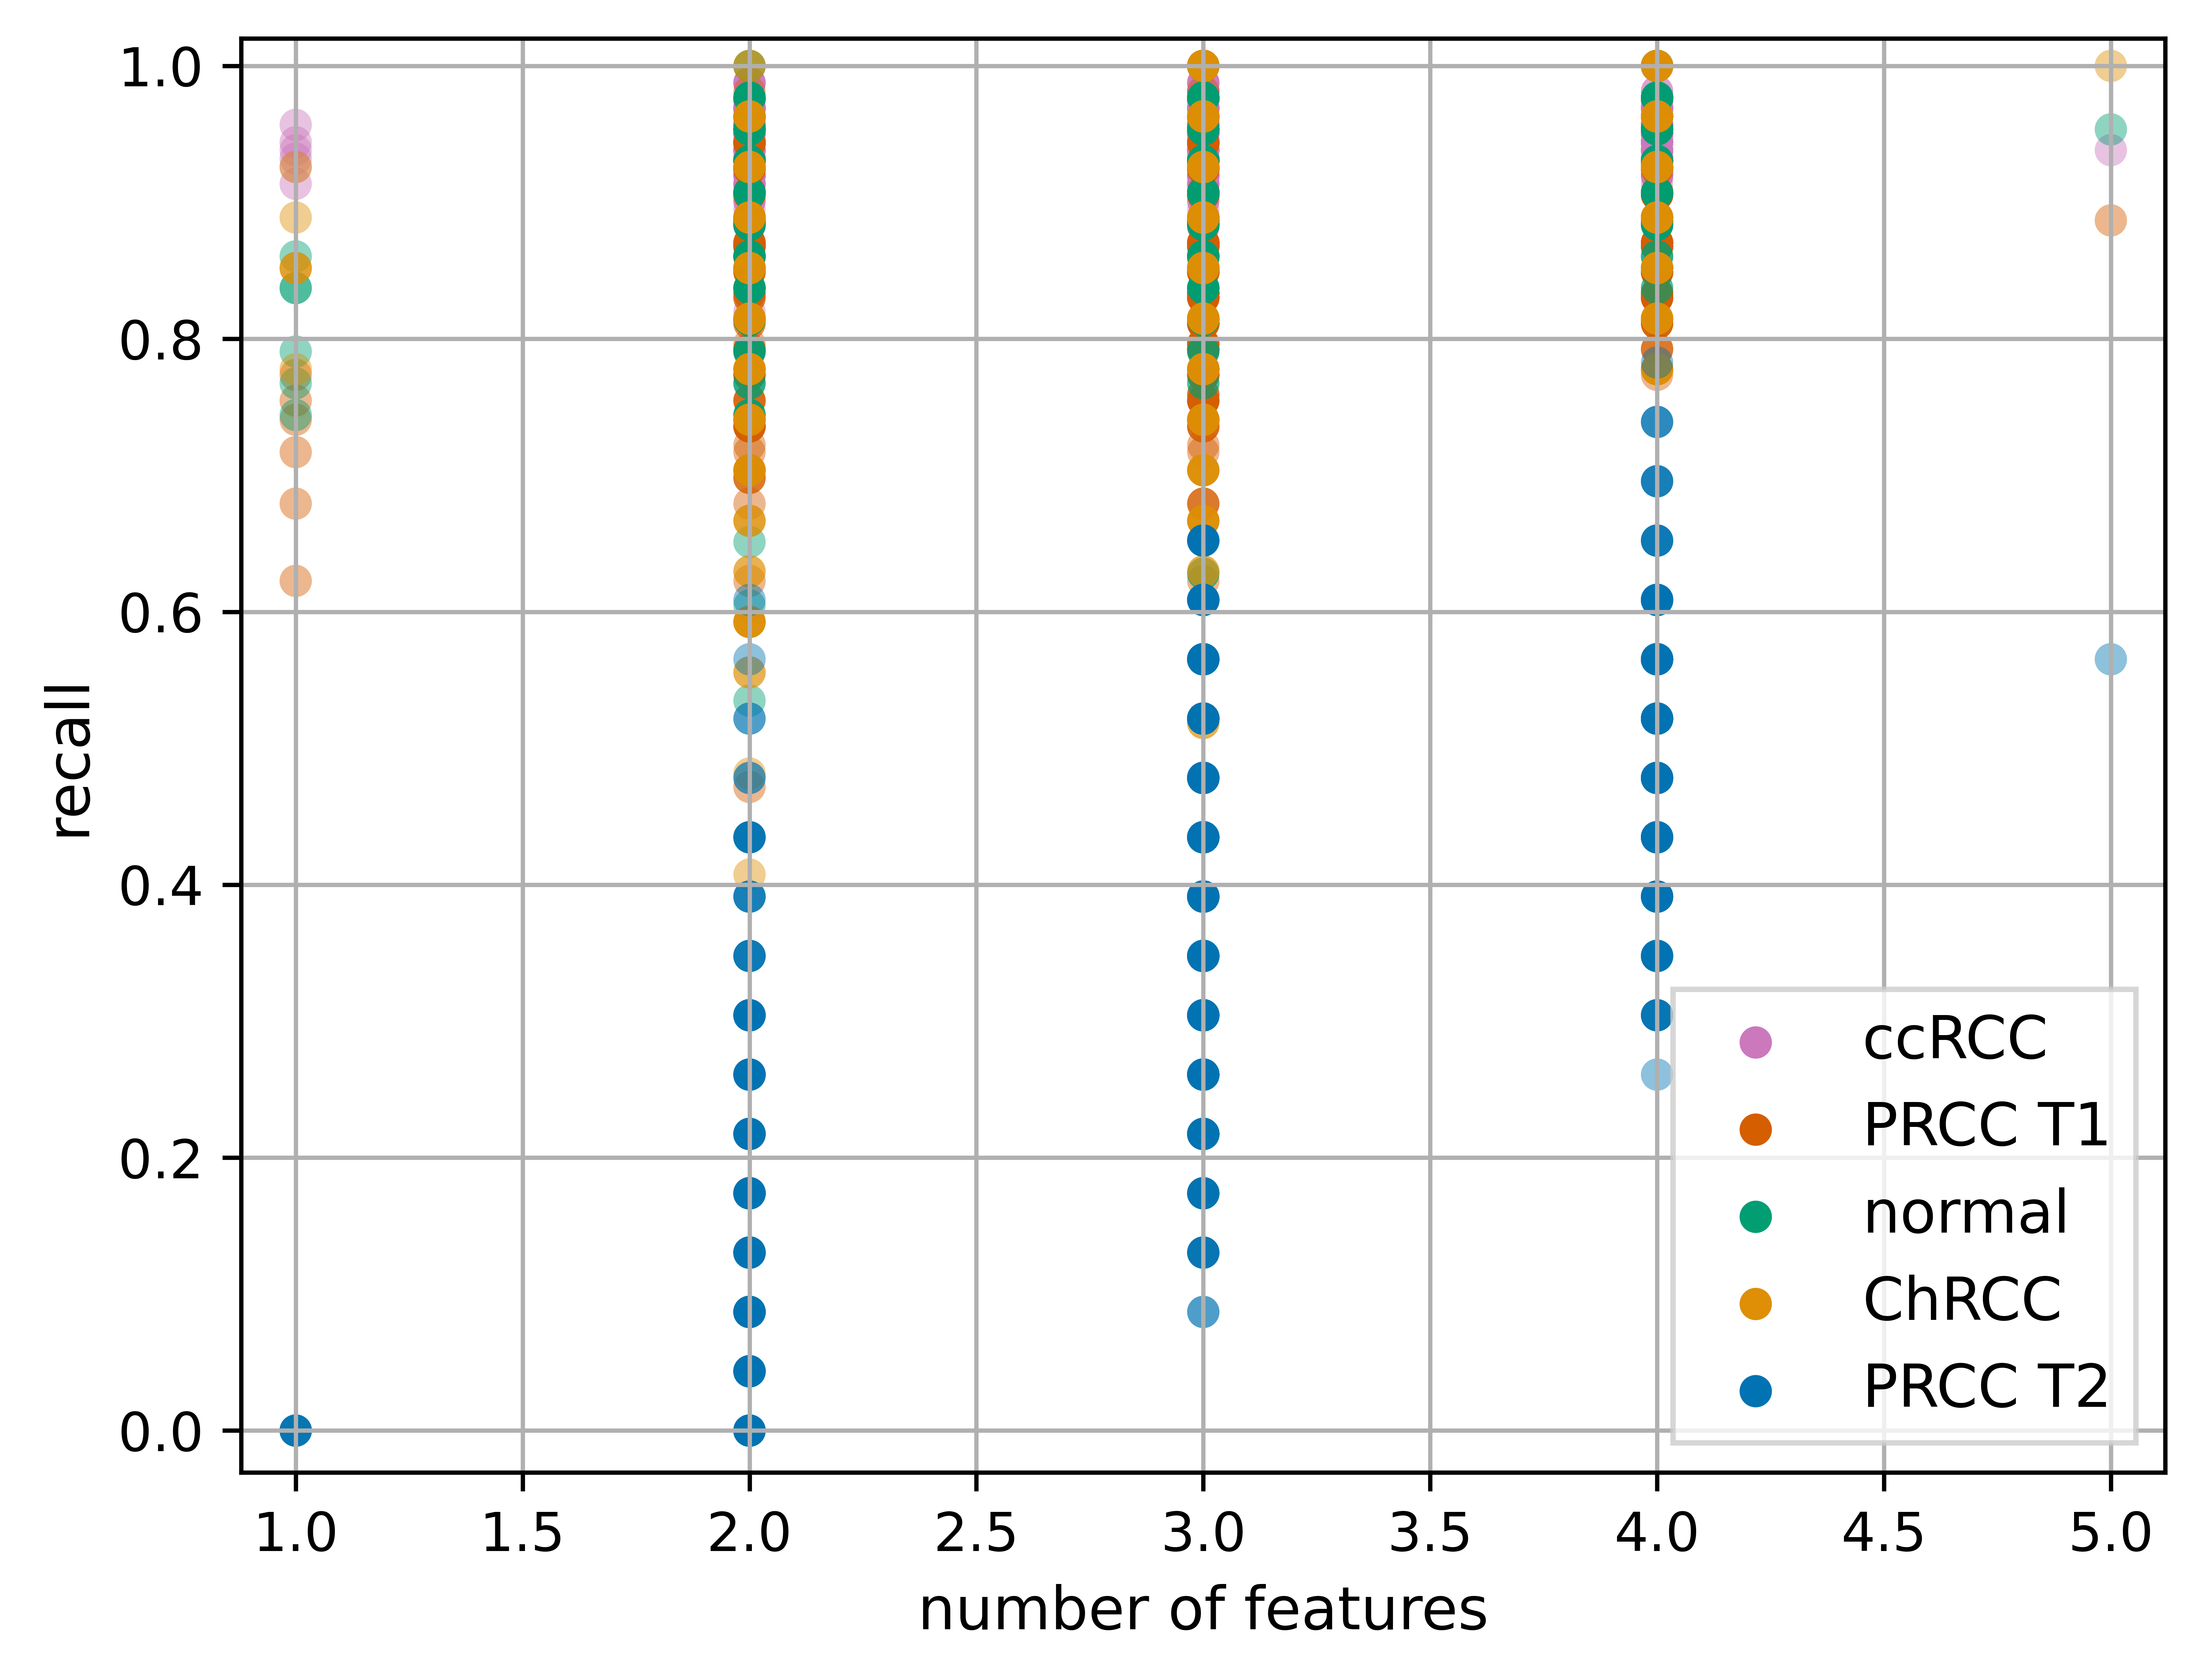 recall
1.0
0.8
0.6
0.4
0.2
0.0
ccRCC
PRCC T1
normal
ChRCC
PRCC T2
1.0 1.5 2.0 2.5 3.0 3.5 4.0 4.5 5.0
number of features